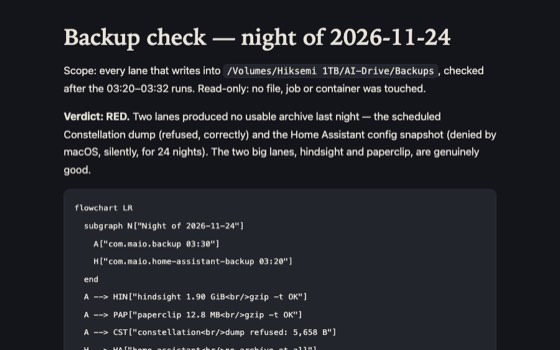 Backup check — night of 2026-11-24
Scope: every lane that writes into /Volumes/Hiksemi 1TB/AI-Drive/Backups , checked
after the 03:20–03:32 runs. Read-only: no file, job or container was touched.
Verdict: RED. Two lanes produced no usable archive last night — the scheduled
Constellation dump (refused, correctly) and the Home Assistant config snapshot (denied by
macOS, silently, for 24 nights). The two big lanes, hindsight and paperclip, are genuinely
good.
flowchart LR
subgraph N["Night of 2026-11-24"]
A["com.maio.backup 03:30"]
H["com.maio.home-assistant-backup 03:20"]
end
A --> HIN["hindsight 1.90 GiB<br/>gzip -t OK"]
A --> PAP["paperclip 12.8 MB<br/>gzip -t OK"]
A --> CST["constellation<br/>dump refused: 5,658 B"]